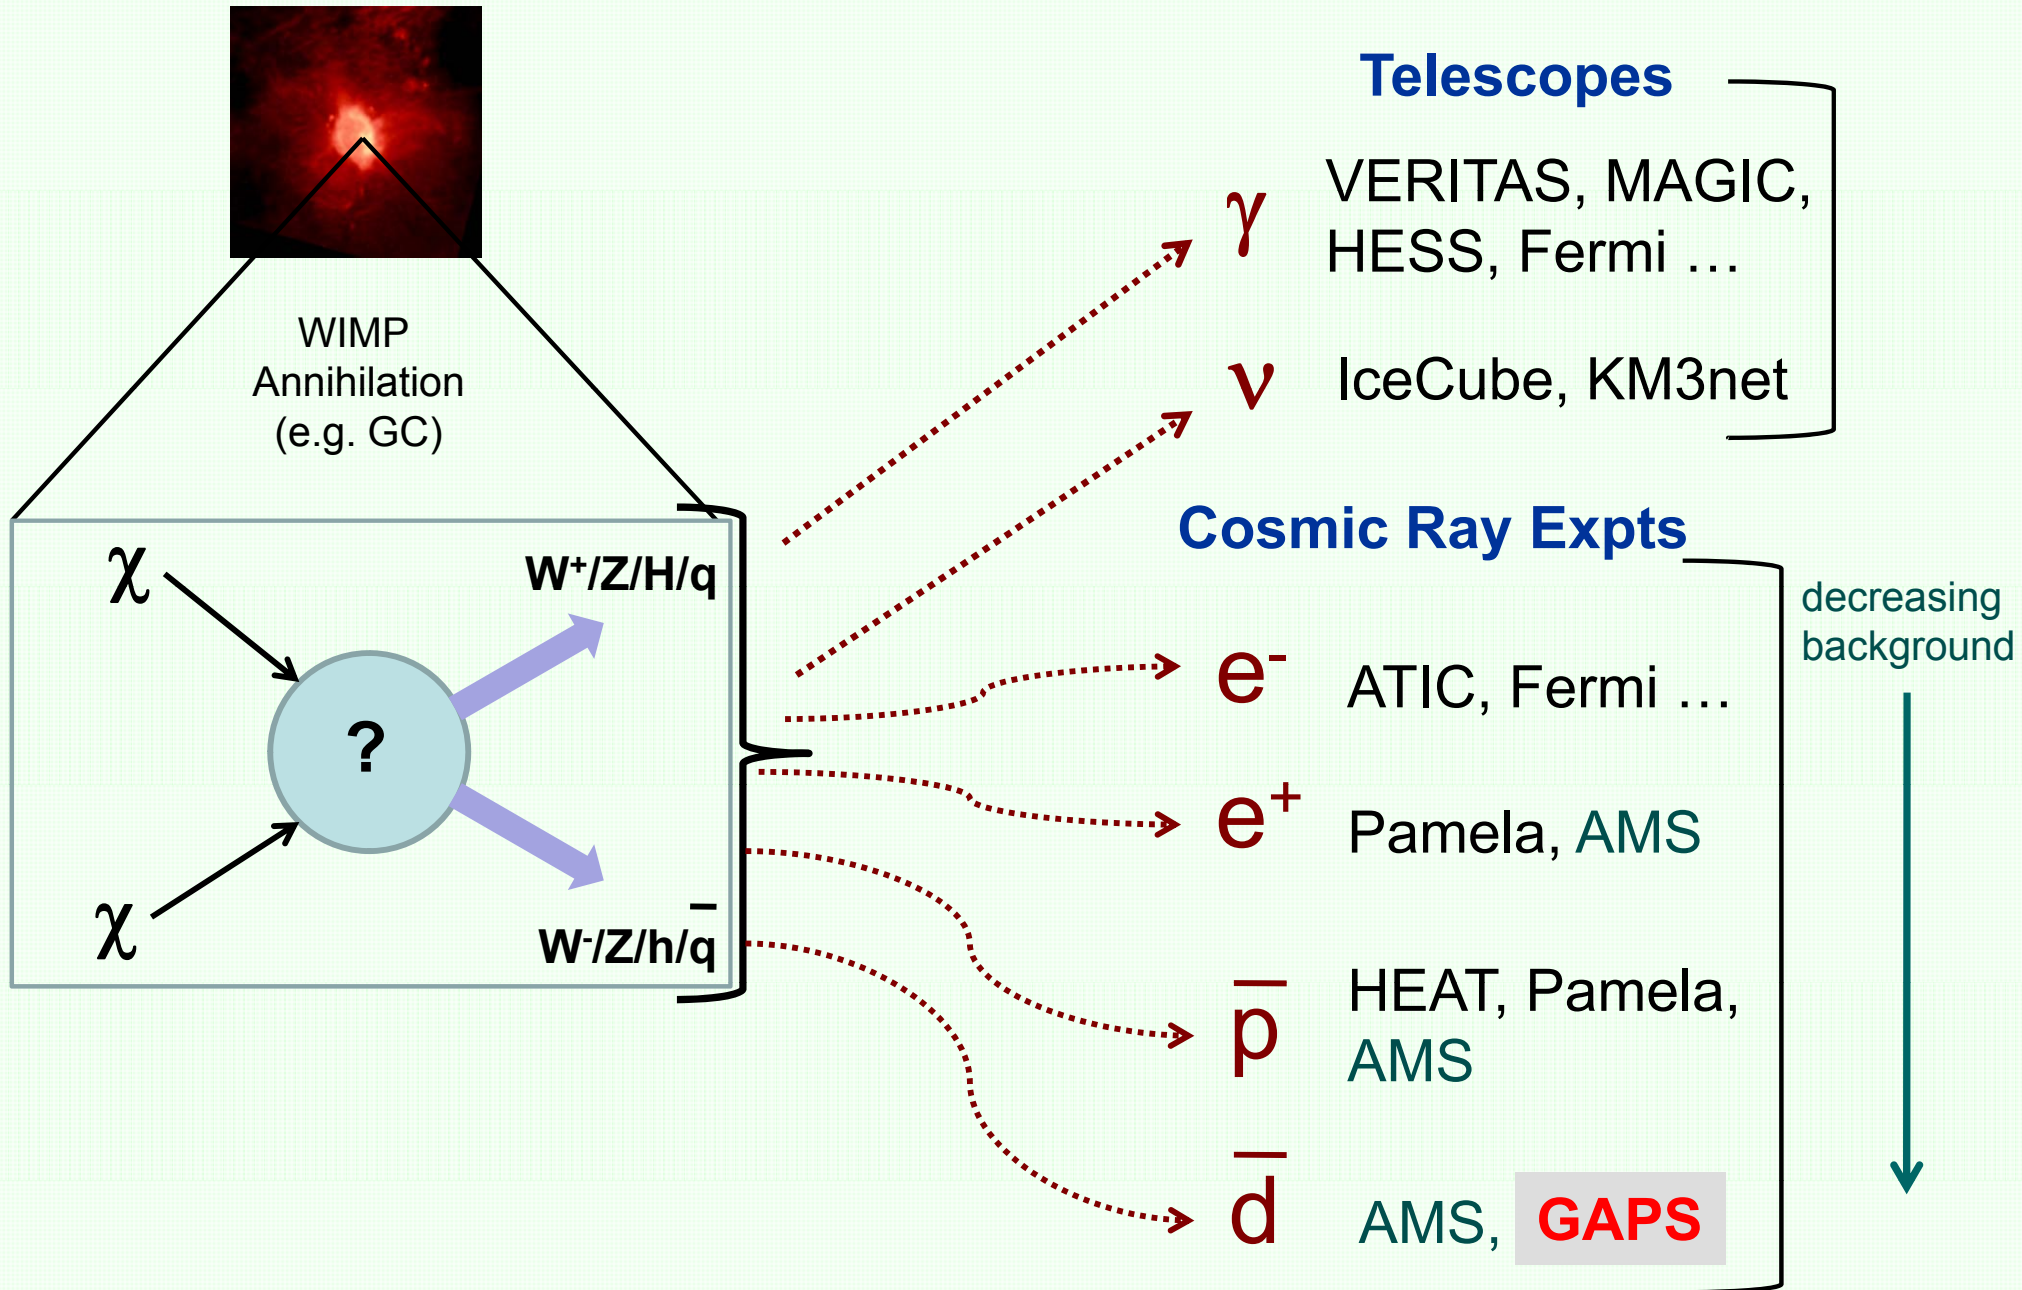 WIMP
Annihilation
(e.g. GC)
χ
W⁺/Z/H/q
?
χ
W⁻/Z/h/q̅
Telescopes
γ VERITAS, MAGIC,
HESS, Fermi …
ν IceCube, KM3net
Cosmic Ray Expts
e⁻ ATIC, Fermi …
e⁺ Pamela, AMS
p̅ HEAT, Pamela,
AMS
d̅ AMS, GAPS
decreasing
background